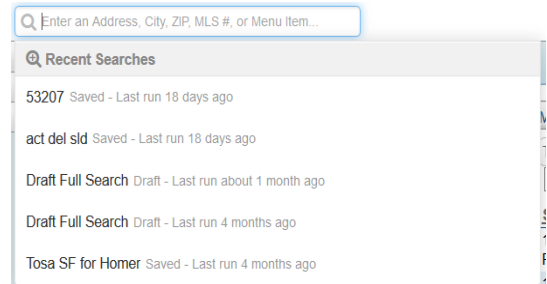 Enter an Address, City, ZIP, MLS #, or Menu Item...
Recent Searches
53207 Saved - Last run 18 days ago
act del sld Saved - Last run 18 days ago
Draft Full Search Draft - Last run about 1 month ago
Draft Full Search Draft - Last run 4 months ago
Tosa SF for Homer Saved - Last run 4 months ago